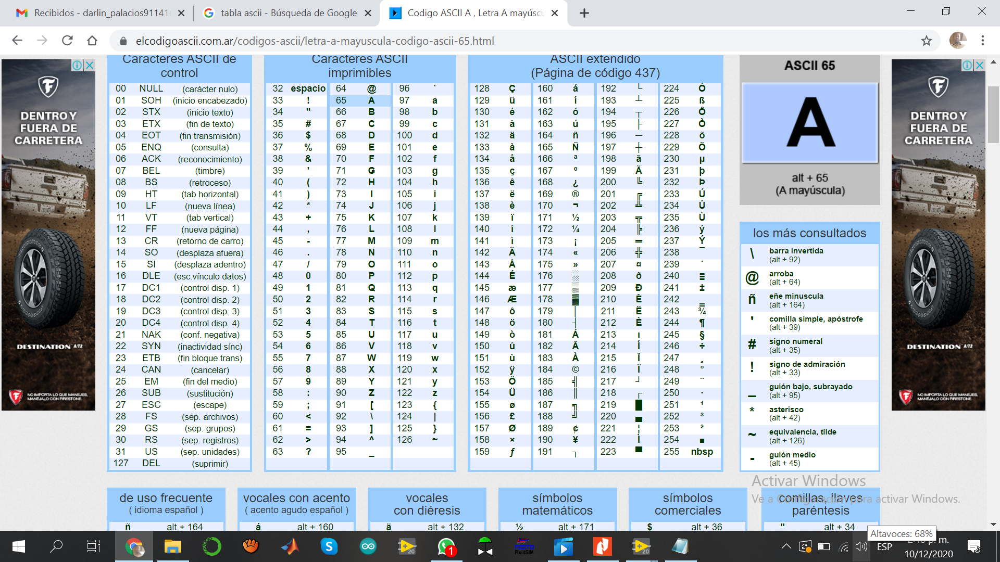 Recibidos - darlin_palacios91141
tabla ascii - Búsqueda de Google
Codigo ASCII A , Letra A mayúscu
elcodigoascii.com.ar/codigos-ascii/letra-a-mayuscula-codigo-ascii-65.html
DENTRO Y
FUERA DE
CARRETERA
DESTINATION A/T2
NO IMPORTA LO QUE MANEJES,
MANÉJALO CON FIRESTONE.
Caracteres ASCII de
control
00 NULL (carácter nulo)
01 SOH (inicio encabezado)
02 STX (inicio texto)
03 ETX (fin de texto)
04 EOT (fin transmisión)
05 ENQ (consulta)
06 ACK (reconocimiento)
07 BEL (timbre)
08 BS (retroceso)
09 HT (tab horizontal)
10 LF (nueva línea)
11 VT (tab vertical)
12 FF (nueva página)
13 CR (retorno de carro)
14 SO (desplaza afuera)
15 SI (desplaza adentro)
16 DLE (esc.vínculo datos)
17 DC1 (control disp. 1)
18 DC2 (control disp. 2)
19 DC3 (control disp. 3)
20 DC4 (control disp. 4)
21 NAK (conf. negativa)
22 SYN (inactividad sínc)
23 ETB (fin bloque trans)
24 CAN (cancelar)
25 EM (fin del medio)
26 SUB (sustitución)
27 ESC (escape)
28 FS (sep. archivos)
29 GS (sep. grupos)
30 RS (sep. registros)
31 US (sep. unidades)
127 DEL (suprimir)
Caracteres ASCII
imprimibles
32 espacio 64 @ 96 `
33 ! 65 A 97 a
34 " 66 B 98 b
35 # 67 C 99 c
36 $ 68 D 100 d
37 % 69 E 101 e
38 & 70 F 102 f
39 ' 71 G 103 g
40 ( 72 H 104 h
41 ) 73 I 105 i
42 * 74 J 106 j
43 + 75 K 107 k
44 , 76 L 108 l
45 - 77 M 109 m
46 . 78 N 110 n
47 / 79 O 111 o
48 0 80 P 112 p
49 1 81 Q 113 q
50 2 82 R 114 r
51 3 83 S 115 s
52 4 84 T 116 t
53 5 85 U 117 u
54 6 86 V 118 v
55 7 87 W 119 w
56 8 88 X 120 x
57 9 89 Y 121 y
58 : 90 Z 122 z
59 ; 91 [ 123 {
60 < 92 \ 124 |
61 = 93 ] 125 }
62 > 94 ^ 126 ~
63 ? 95 _
ASCII extendido
(Página de código 437)
128 Ç 160 á 192 └ 224 Ó
129 ü 161 í 193 ┴ 225 ß
130 é 162 ó 194 ┬ 226 Ô
131 â 163 ú 195 ├ 227 Ò
132 ä 164 ñ 196 ─ 228 õ
133 à 165 Ñ 197 ┼ 229 Õ
134 å 166 ª 198 ã 230 µ
135 ç 167 º 199 Ã 231 þ
136 ê 168 ¿ 200 ╚ 232 Þ
137 ë 169 ® 201 ╔ 233 Ú
138 è 170 ¬ 202 ╩ 234 Û
139 ï 171 ½ 203 ╦ 235 Ù
140 î 172 ¼ 204 ╠ 236 ý
141 ì 173 ¡ 205 ═ 237 Ý
142 Ä 174 « 206 ╬ 238 ¯
143 Å 175 » 207 ¤ 239 ´
144 É 176 ░ 208 ð 240 ≡
145 æ 177 ▒ 209 Ð 241 ±
146 Æ 178 ▓ 210 Ê 242 ‗
147 ô 179 │ 211 Ë 243 ¾
148 ö 180 ┤ 212 È 244 ¶
149 ò 181 Á 213 ı 245 §
150 û 182 Â 214 Í 246 ÷
151 ù 183 À 215 Î 247 ¸
152 ÿ 184 © 216 Ï 248 °
153 Ö 185 ╣ 217 ┘ 249 ¨
154 Ü 186 ║ 218 ┌ 250 ·
155 ø 187 ╗ 219 █ 251 ¹
156 £ 188 ╝ 220 ▄ 252 ³
157 Ø 189 ¢ 221 ¦ 253 ²
158 × 190 ¥ 222 Ì 254 ■
159 ƒ 191 ┐ 223 ▀ 255 nbsp
ASCII 65
A
alt + 65
(A mayúscula)
los más consultados
\ barra invertida
(alt + 92)
@ arroba
(alt + 64)
ñ eñe minuscula
(alt + 164)
' comilla simple, apóstrofe
(alt + 39)
# signo numeral
(alt + 35)
! signo de admiración
(alt + 33)
_ guión bajo, subrayado
(alt + 95)
* asterisco
(alt + 42)
~ equivalencia, tilde
(alt + 126)
- guión medio
(alt + 45)
DENTRO Y
FUERA DE
CARRETERA
DESTINATION A/T2
NO IMPORTA LO QUE MANEJES,
MANÉJALO CON FIRESTONE.
Activar Windows
Ve a Configuración para activar Windows.
de uso frecuente
( idioma español )
ñ alt + 164
vocales con acento
( acento agudo español )
á alt + 160
vocales
con diéresis
ä alt + 132
símbolos
matemáticos
½ alt + 171
símbolos
comerciales
$ alt + 36
comillas, llaves
paréntesis
" alt + 34
Altavoces: 68%
20
1
FESTO
FluidSIM
20
ESP
p. m.
10/12/2020